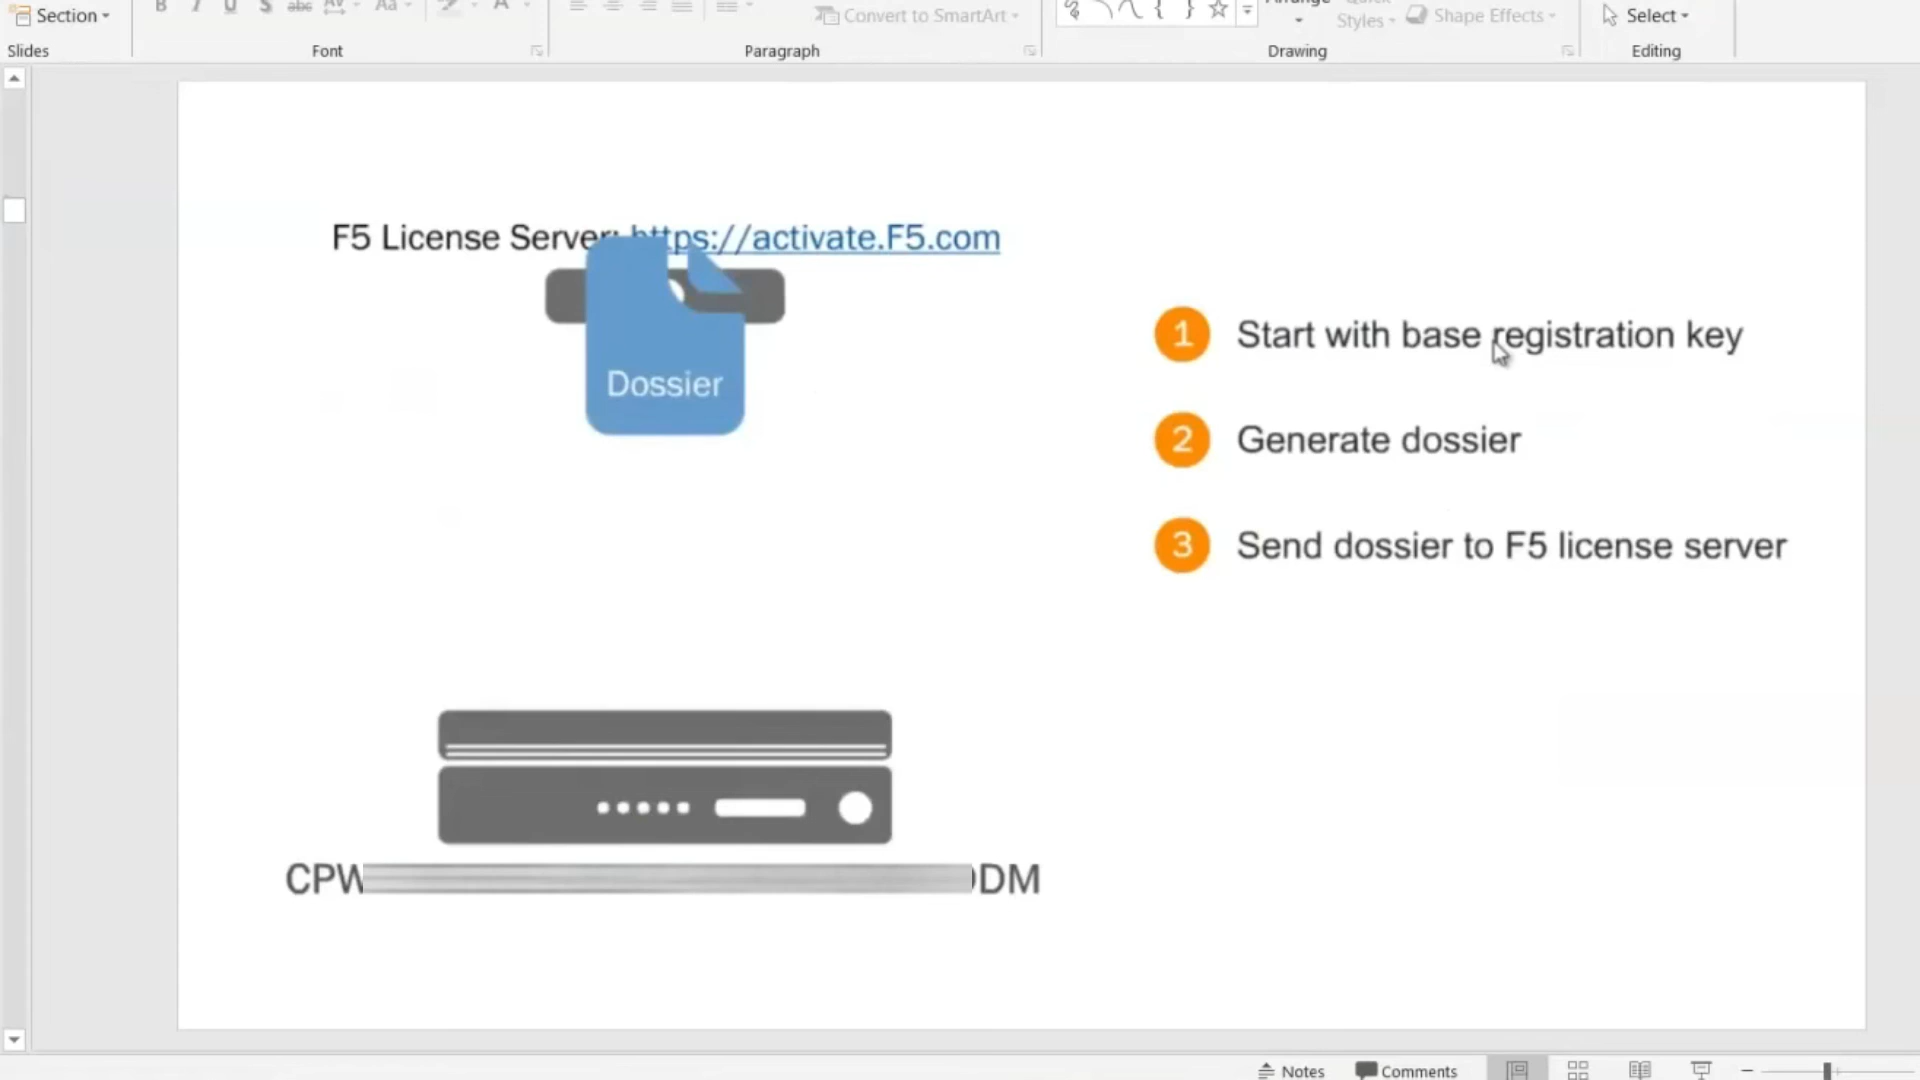 Section
Convert to SmartArt
Styles
Shape Effects
Select
Slides
Font
Paragraph
Drawing
Editing
F5 License Server: https://activate.F5.com
Dossier
1 Start with base registration key
2 Generate dossier
3 Send dossier to F5 license server
CPW DM
Notes
Comments